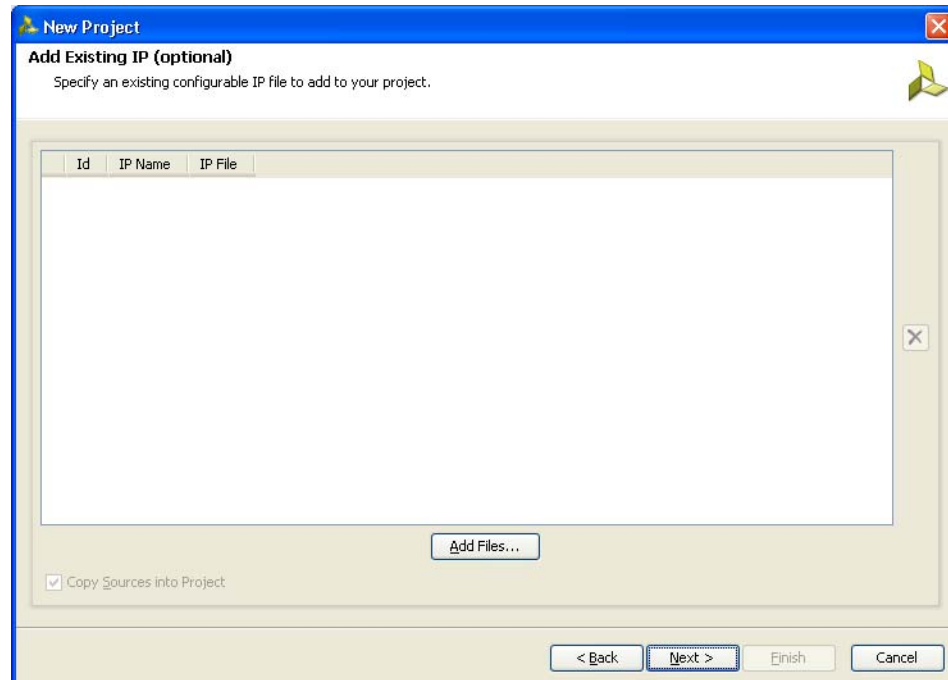 New Project
Add Existing IP (optional)
Specify an existing configurable IP file to add to your project.
Id IP Name IP File
Add Files...
Copy Sources into Project
< Back Next > Finish Cancel